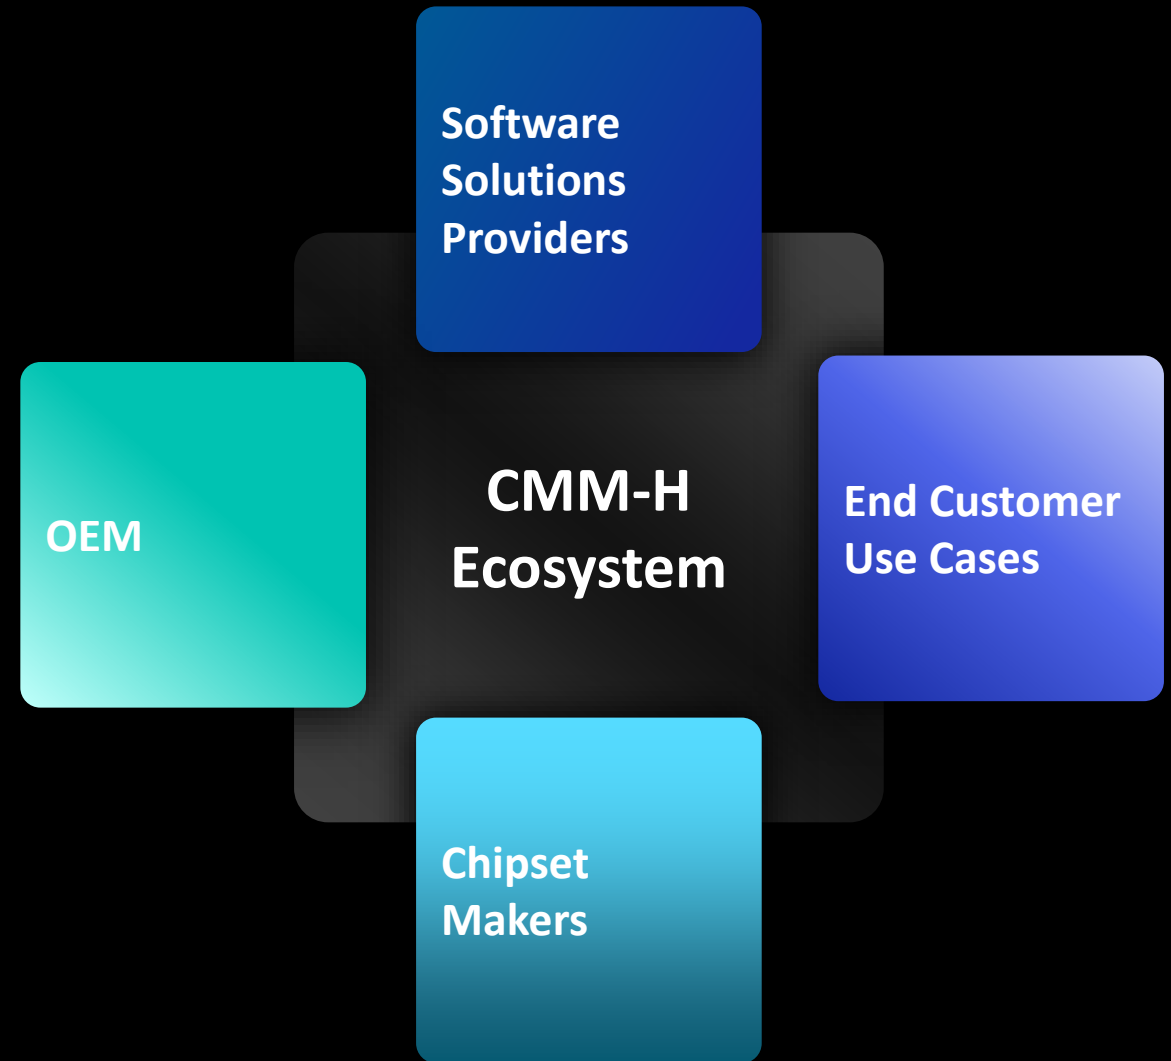 Software
Solutions
Providers
OEM
CMM-H
Ecosystem
End Customer
Use Cases
Chipset
Makers